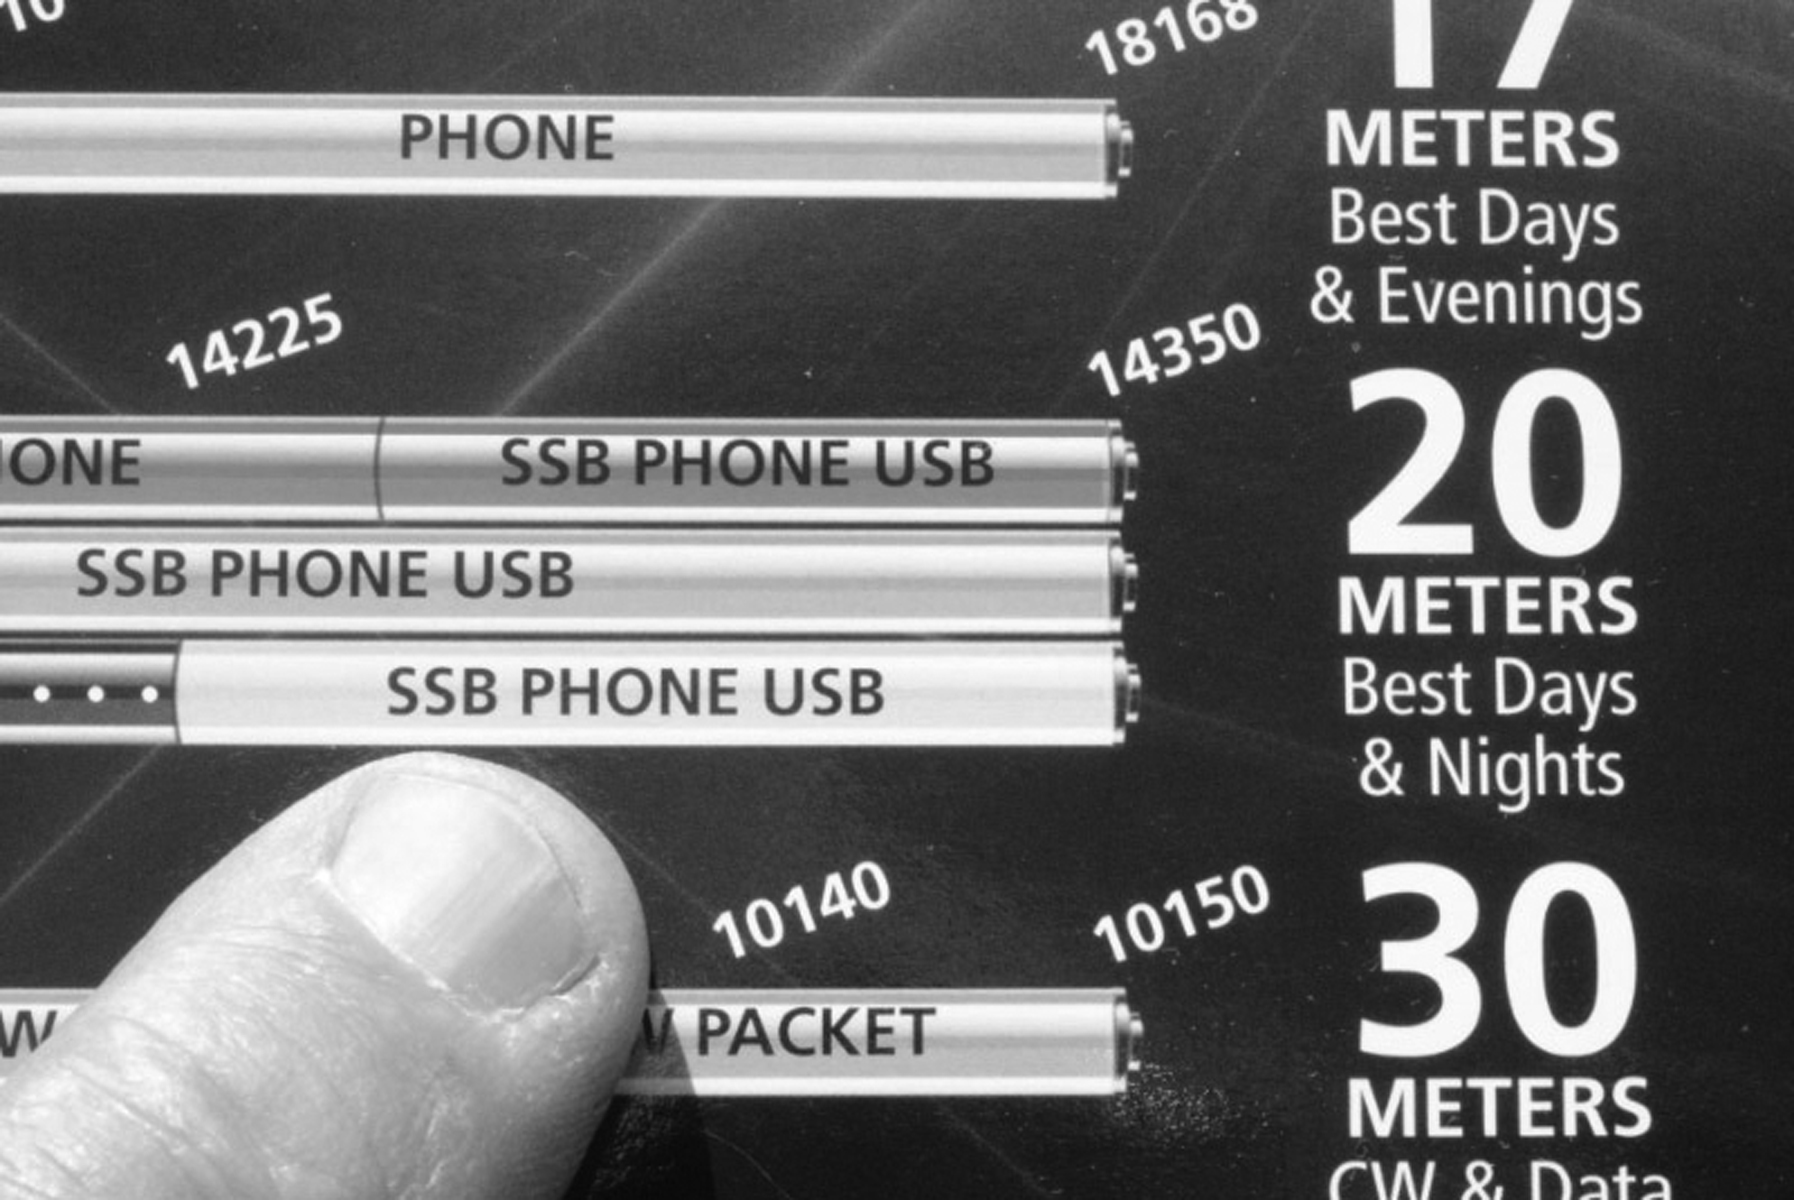 18168
17
METERS
Best Days
& Evenings
PHONE
14225
14350
20
METERS
Best Days
& Nights
SSB PHONE USB
SSB PHONE USB
SSB PHONE USB
10140
10150
30
METERS
CW & Data
PACKET